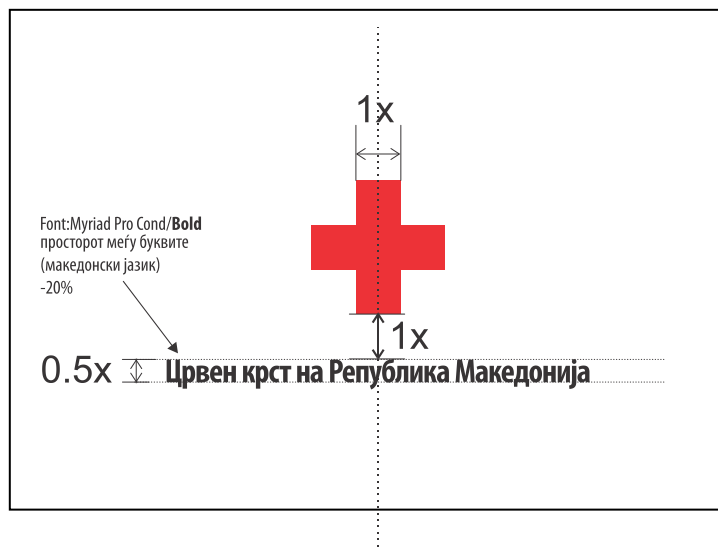 1x
Font:Myriad Pro Cond/Bold
просторот меѓу буквите
(македонски јазик)
-20%
1x
0.5x
Црвен крст на Република Македонија